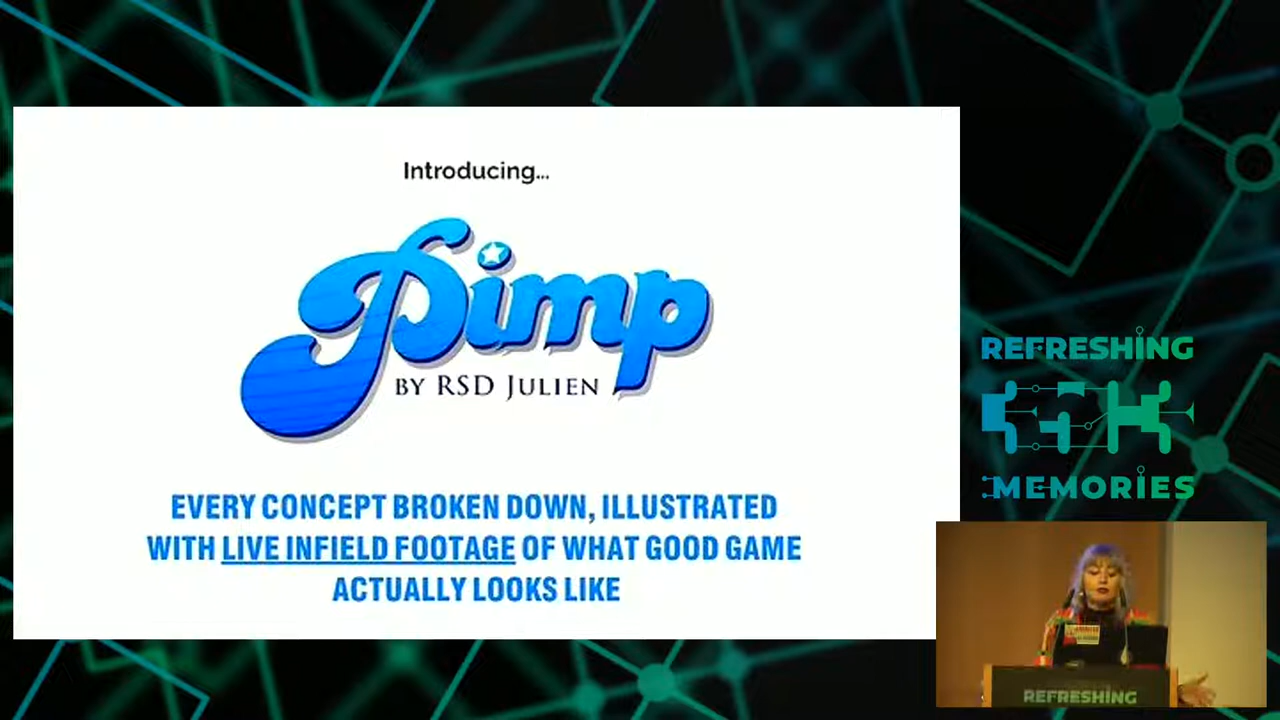 Introducing...
Pimp
BY RSD JULIEN
EVERY CONCEPT BROKEN DOWN, ILLUSTRATED
WITH LIVE INFIELD FOOTAGE OF WHAT GOOD GAME
ACTUALLY LOOKS LIKE
REFRESHING
MEMORIES
REFRESHING